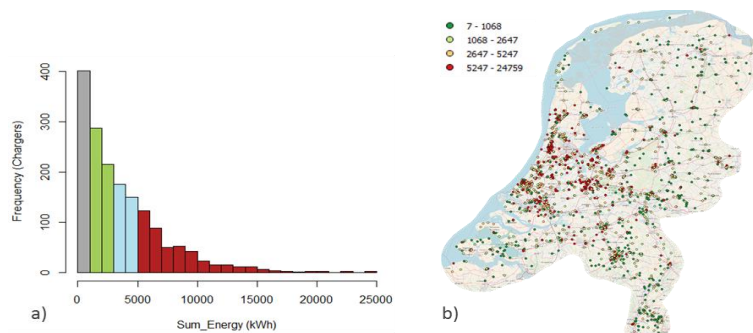 400
300
200
100
0
Frequency (Chargers)
0 5000 10000 15000 20000 25000
Sum_Energy (kWh)
a)
7 - 1068
1068 - 2647
2647 - 5247
5247 - 24759
b)